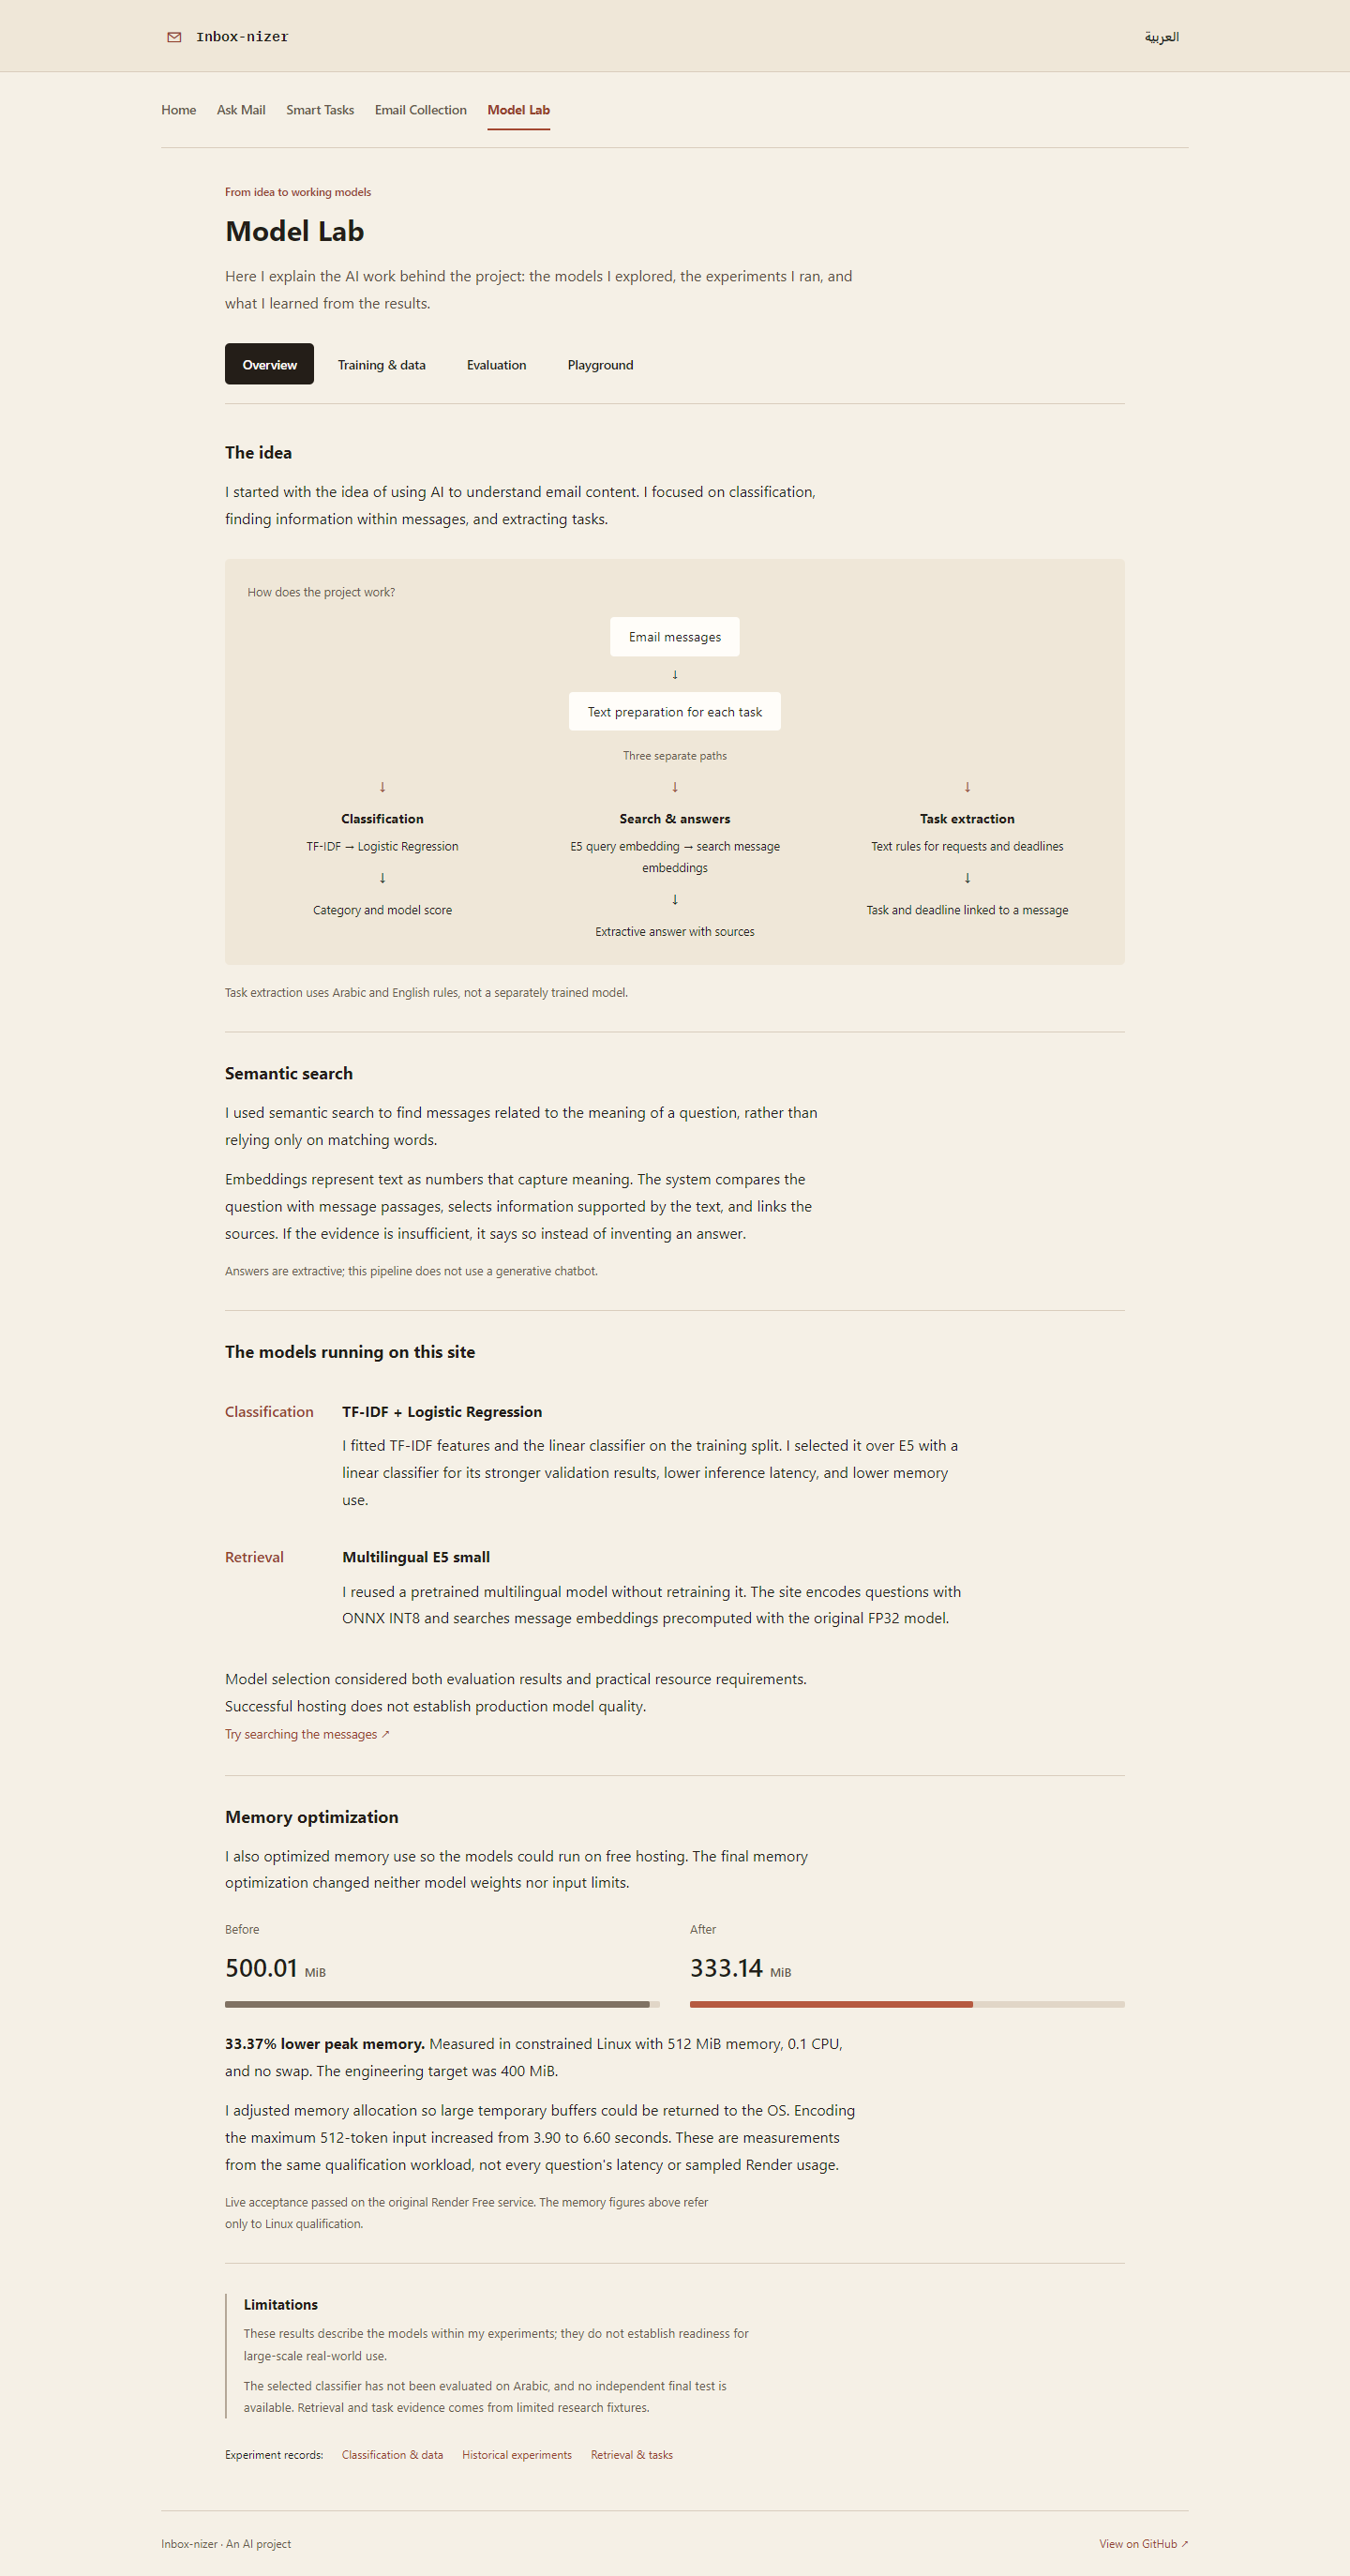 Inbox-nizer
العربية
Home Ask Mail Smart Tasks Email Collection Model Lab
From idea to working models
Model Lab
Here I explain the AI work behind the project: the models I explored, the experiments I ran, and
what I learned from the results.
Overview Training & data Evaluation Playground
The idea
I started with the idea of using AI to understand email content. I focused on classification,
finding information within messages, and extracting tasks.
How does the project work?
Email messages
↓
Text preparation for each task
Three separate paths
↓
Classification
TF-IDF → Logistic Regression
↓
Category and model score
↓
Search & answers
E5 query embedding → search message
embeddings
↓
Extractive answer with sources
↓
Task extraction
Text rules for requests and deadlines
↓
Task and deadline linked to a message
Task extraction uses Arabic and English rules, not a separately trained model.
Semantic search
I used semantic search to find messages related to the meaning of a question, rather than
relying only on matching words.
Embeddings represent text as numbers that capture meaning. The system compares the
question with message passages, selects information supported by the text, and links the
sources. If the evidence is insufficient, it says so instead of inventing an answer.
Answers are extractive; this pipeline does not use a generative chatbot.
The models running on this site
Classification
TF-IDF + Logistic Regression
I fitted TF-IDF features and the linear classifier on the training split. I selected it over E5 with a
linear classifier for its stronger validation results, lower inference latency, and lower memory
use.
Retrieval
Multilingual E5 small
I reused a pretrained multilingual model without retraining it. The site encodes questions with
ONNX INT8 and searches message embeddings precomputed with the original FP32 model.
Model selection considered both evaluation results and practical resource requirements.
Successful hosting does not establish production model quality.
Try searching the messages ↗
Memory optimization
I also optimized memory use so the models could run on free hosting. The final memory
optimization changed neither model weights nor input limits.
Before
500.01 MiB
After
333.14 MiB
33.37% lower peak memory. Measured in constrained Linux with 512 MiB memory, 0.1 CPU,
and no swap. The engineering target was 400 MiB.
I adjusted memory allocation so large temporary buffers could be returned to the OS. Encoding
the maximum 512-token input increased from 3.90 to 6.60 seconds. These are measurements
from the same qualification workload, not every question's latency or sampled Render usage.
Live acceptance passed on the original Render Free service. The memory figures above refer
only to Linux qualification.
Limitations
These results describe the models within my experiments; they do not establish readiness for
large-scale real-world use.
The selected classifier has not been evaluated on Arabic, and no independent final test is
available. Retrieval and task evidence comes from limited research fixtures.
Experiment records: Classification & data Historical experiments Retrieval & tasks
Inbox-nizer · An AI project
View on GitHub ↗